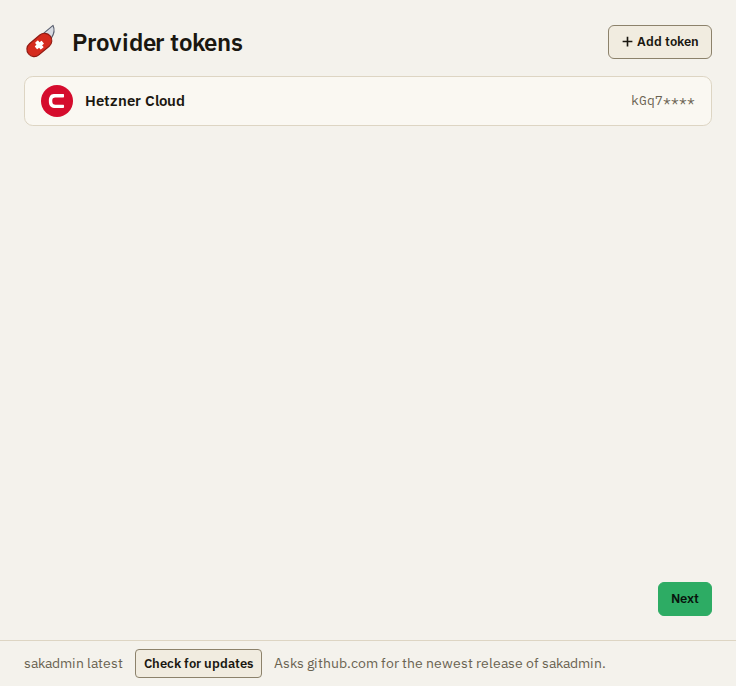 Provider tokens
+ Add token
Hetzner Cloud
kGq7****
Next
sakadmin latest
Check for updates
Asks github.com for the newest release of sakadmin.